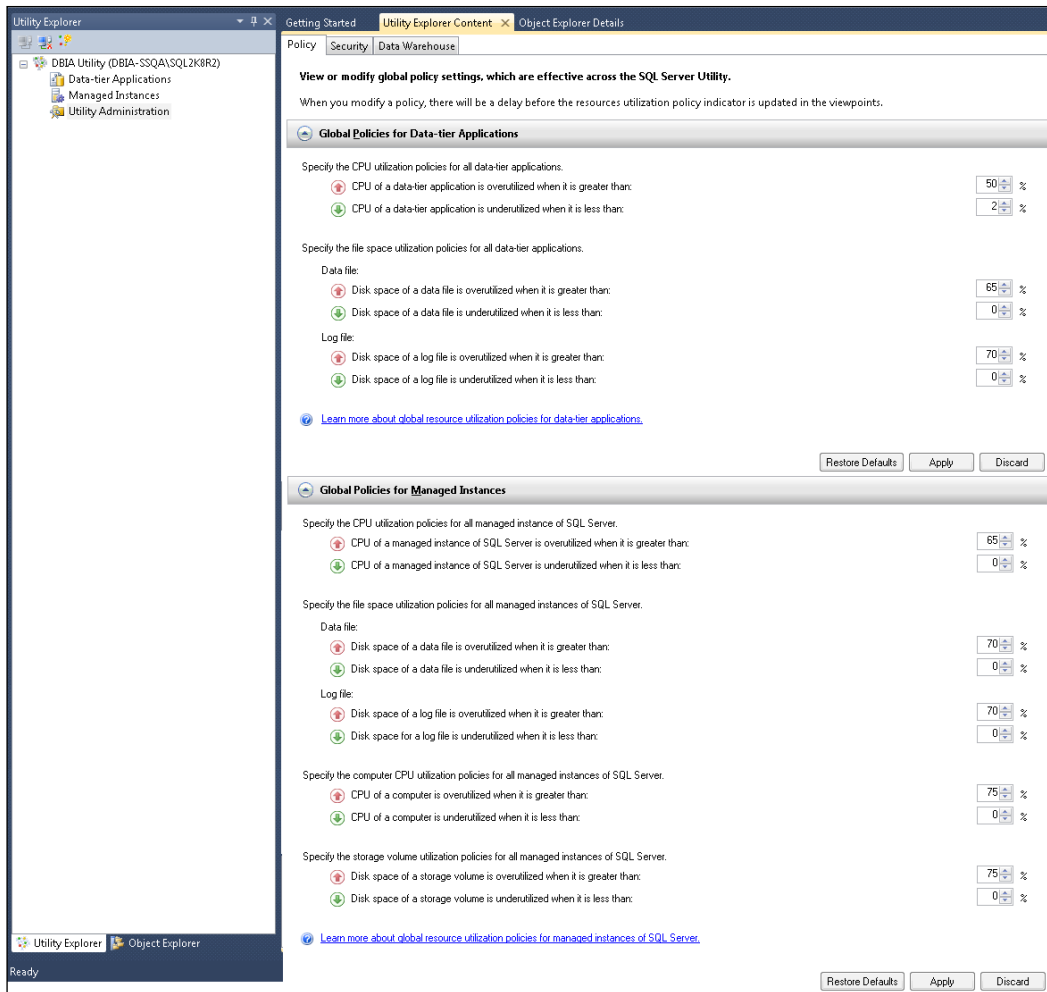 Utility Explorer
DBIA Utility (DBIA-SSQA\SQL2K8R2)
Data-tier Applications
Managed Instances
Utility Administration
Utility Explorer Object Explorer
Ready
Getting Started Utility Explorer Content Object Explorer Details
Policy Security Data Warehouse
View or modify global policy settings, which are effective across the SQL Server Utility.
When you modify a policy, there will be a delay before the resources utilization policy indicator is updated in the viewpoints.
Global Policies for Data-tier Applications
Specify the CPU utilization policies for all data-tier applications.
CPU of a data-tier application is overutilized when it is greater than: 50 %
CPU of a data-tier application is underutilized when it is less than: 2 %
Specify the file space utilization policies for all data-tier applications.
Data file:
Disk space of a data file is overutilized when it is greater than: 65 %
Disk space of a data file is underutilized when it is less than: 0 %
Log file:
Disk space of a log file is overutilized when it is greater than: 70 %
Disk space of a log file is underutilized when it is less than: 0 %
Learn more about global resource utilization policies for data-tier applications.
Restore Defaults Apply Discard
Global Policies for Managed Instances
Specify the CPU utilization policies for all managed instance of SQL Server.
CPU of a managed instance of SQL Server is overutilized when it is greater than: 65 %
CPU of a managed instance of SQL Server is underutilized when it is less than: 0 %
Specify the file space utilization policies for all managed instances of SQL Server.
Data file:
Disk space of a data file is overutilized when it is greater than: 70 %
Disk space of a data file is underutilized when it is less than: 0 %
Log file:
Disk space of a log file is overutilized when it is greater than: 70 %
Disk space for a log file is underutilized when it is less than: 0 %
Specify the computer CPU utilization policies for all managed instances of SQL Server.
CPU of a computer is overutilized when it is greater than: 75 %
CPU of a computer is underutilized when it is less than: 0 %
Specify the storage volume utilization policies for all managed instances of SQL Server.
Disk space of a storage volume is overutilized when it is greater than: 75 %
Disk space of a storage volume is underutilized when it is less than: 0 %
Learn more about global resource utilization policies for managed instances of SQL Server.
Restore Defaults Apply Discard